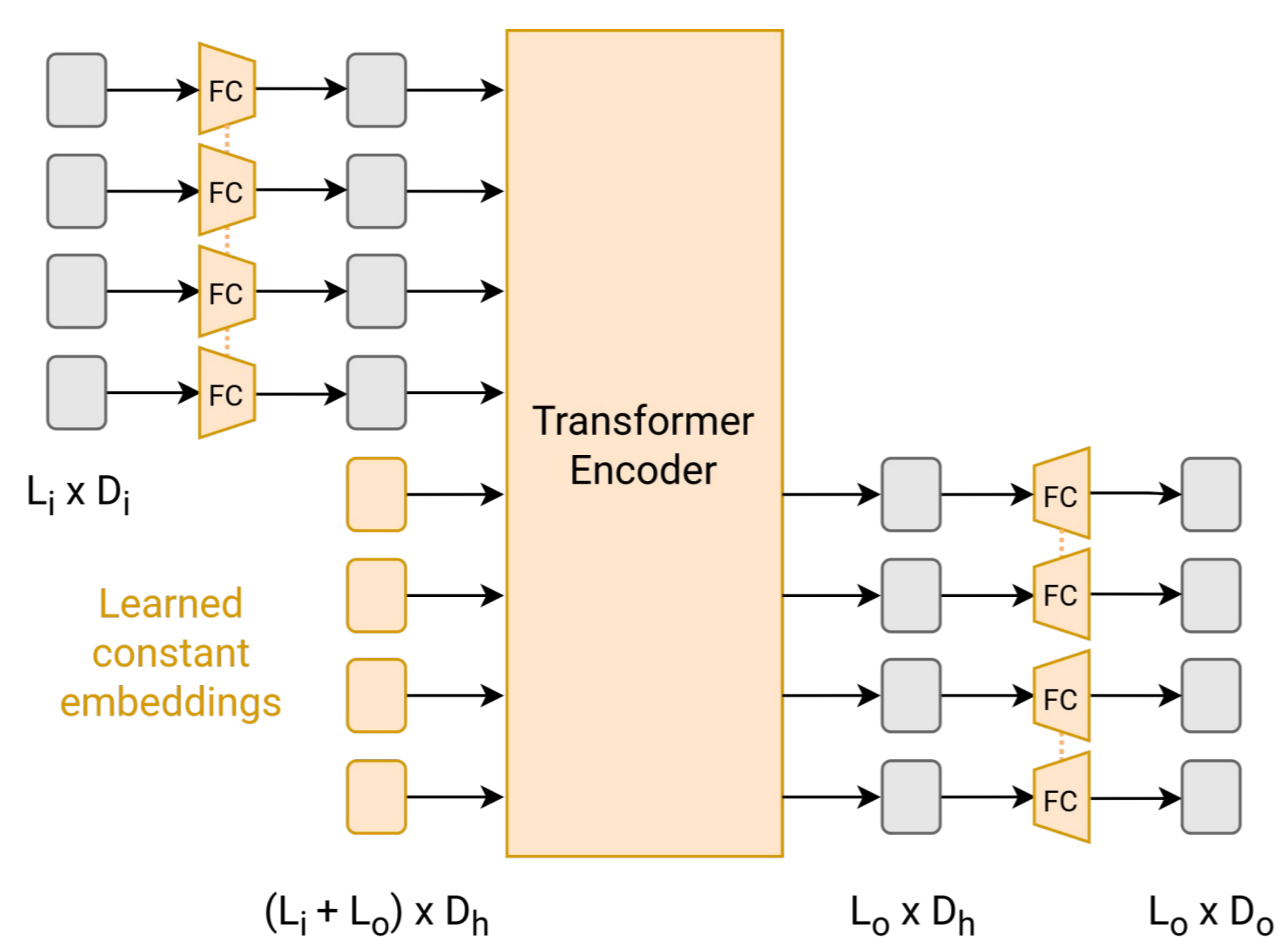 FC
FC
FC
FC
L_i x D_i
Learned
constant
embeddings
(L_i + L_o) x D_h
Transformer
Encoder
FC
FC
FC
FC
L_o x D_h
L_o x D_o